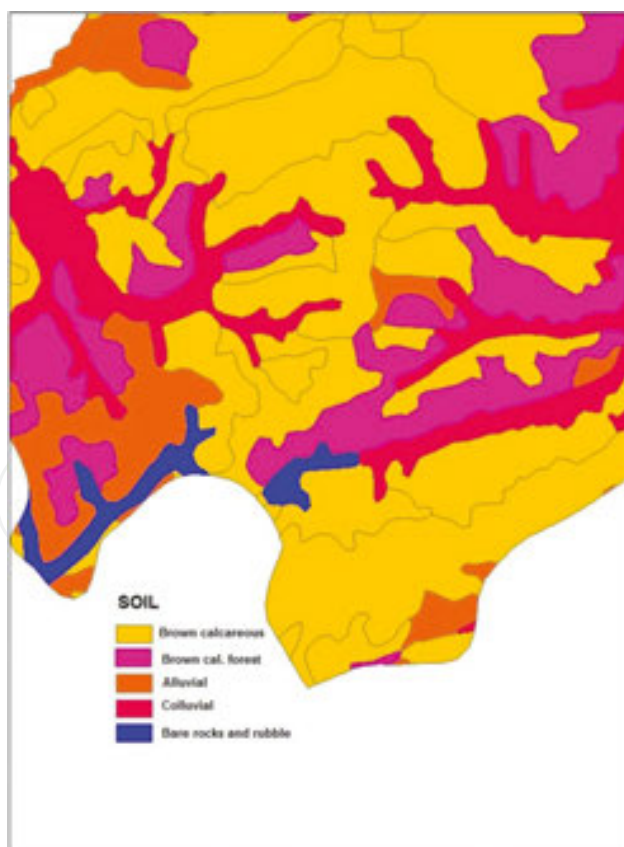 SOIL
Brown calcareous
Brown cal. forest
Alluvial
Colluvial
Bare rocks and rubble